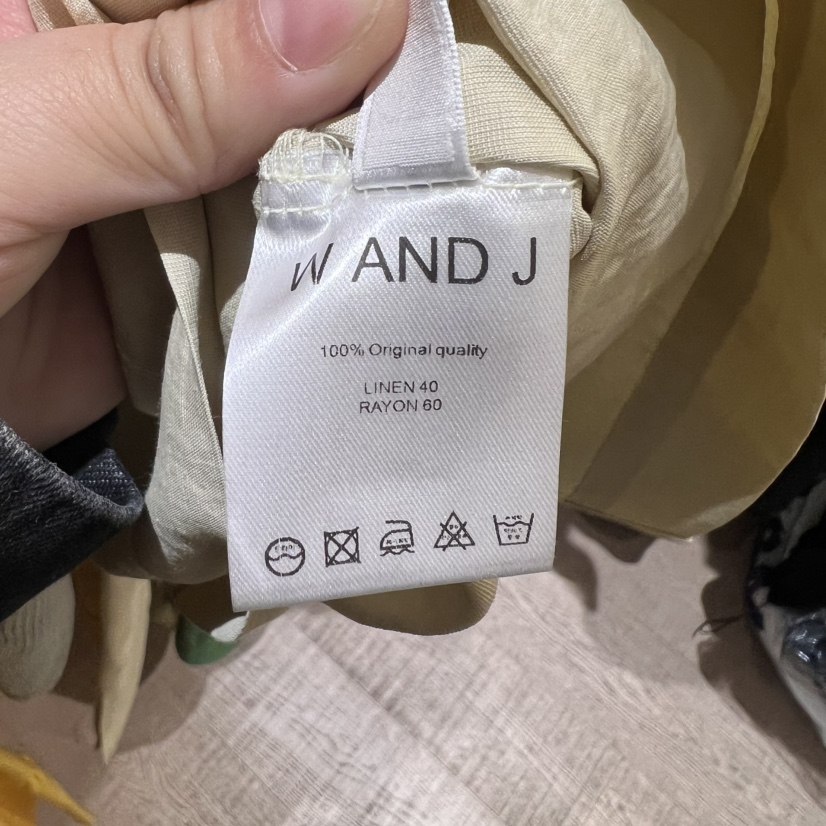 W AND J
100% Original quality
LINEN 40
RAYON 60